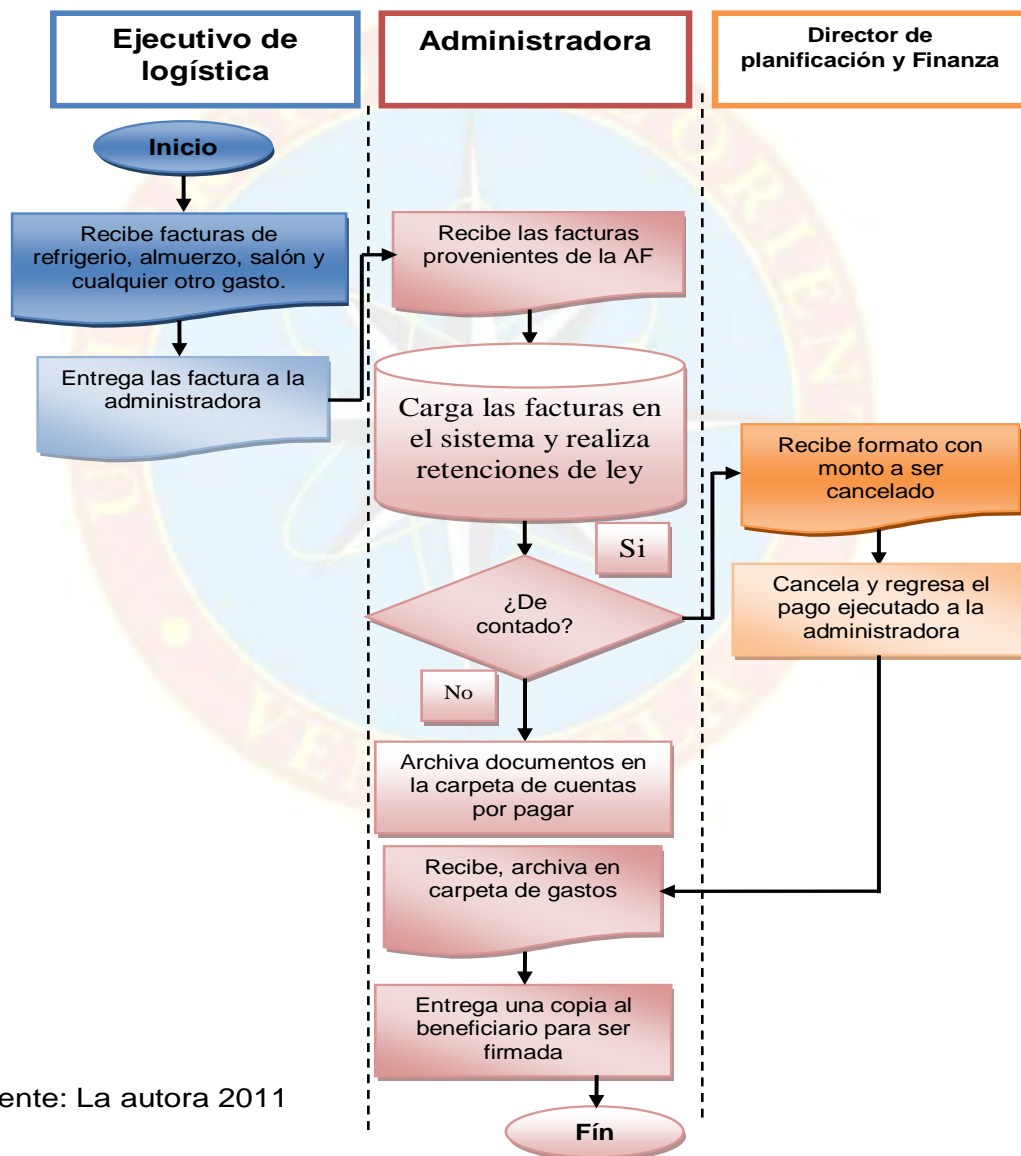 Ejecutivo de
logística
Administradora
Director de
planificación y Finanza
Inicio
Recibe facturas de
refrigerio, almuerzo, salón y
cualquier otro gasto.
Entrega las factura a la
administradora
Recibe las facturas
provenientes de la AF
Carga las facturas en
el sistema y realiza
retenciones de ley
Si
¿De
contado?
No
Recibe formato con
monto a ser
cancelado
Cancela y regresa el
pago ejecutado a la
administradora
Archiva documentos en
la carpeta de cuentas
por pagar
Recibe, archiva en
carpeta de gastos
Entrega una copia al
beneficiario para ser
firmada
Fín
ente: La autora 2011